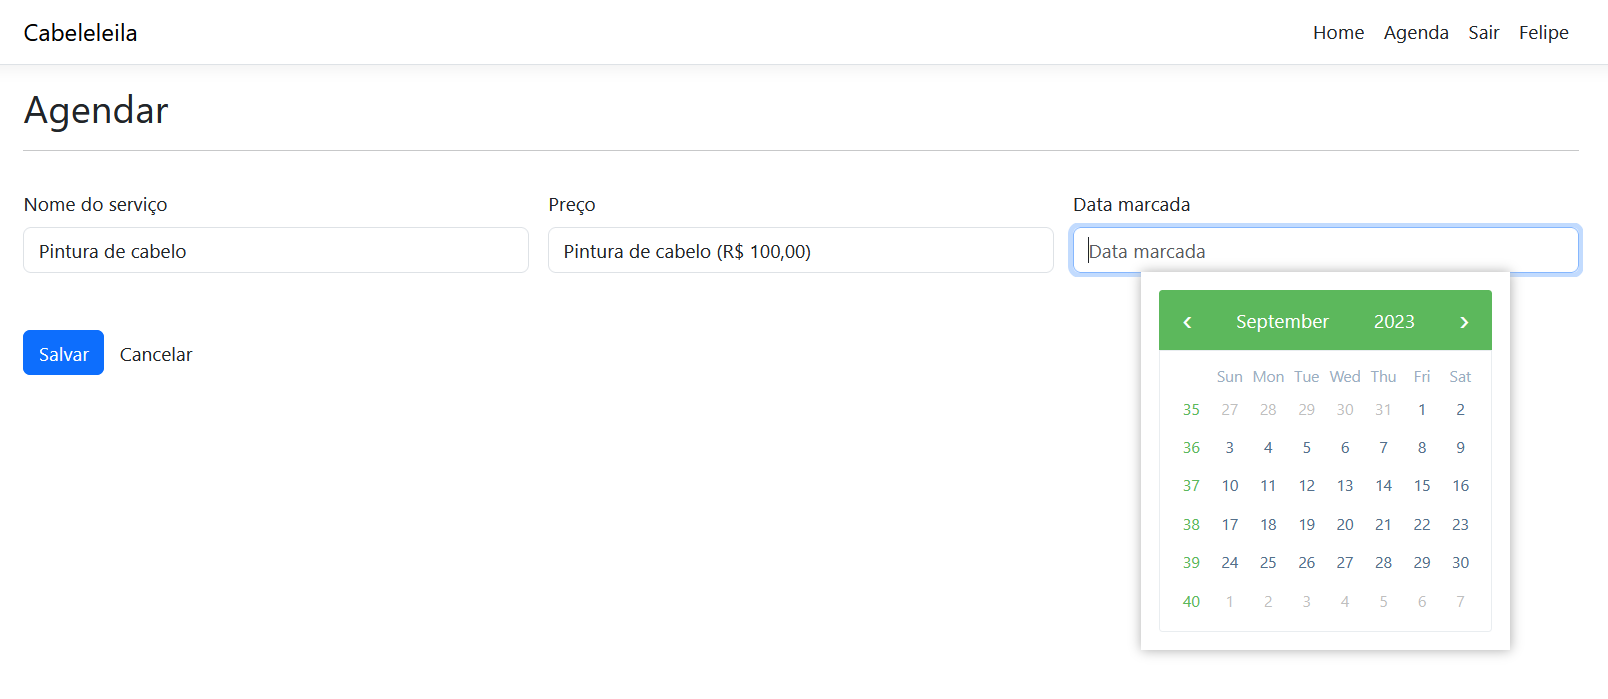 Cabeleleila Home Agenda Sair Felipe
Agendar
Nome do serviço Preço Data marcada
Pintura de cabelo Pintura de cabelo (R$ 100,00) Data marcada
‹ September 2023 ›
Salvar Cancelar
Sun Mon Tue Wed Thu Fri Sat
35 27 28 29 30 31 1 2
36 3 4 5 6 7 8 9
37 10 11 12 13 14 15 16
38 17 18 19 20 21 22 23
39 24 25 26 27 28 29 30
40 1 2 3 4 5 6 7